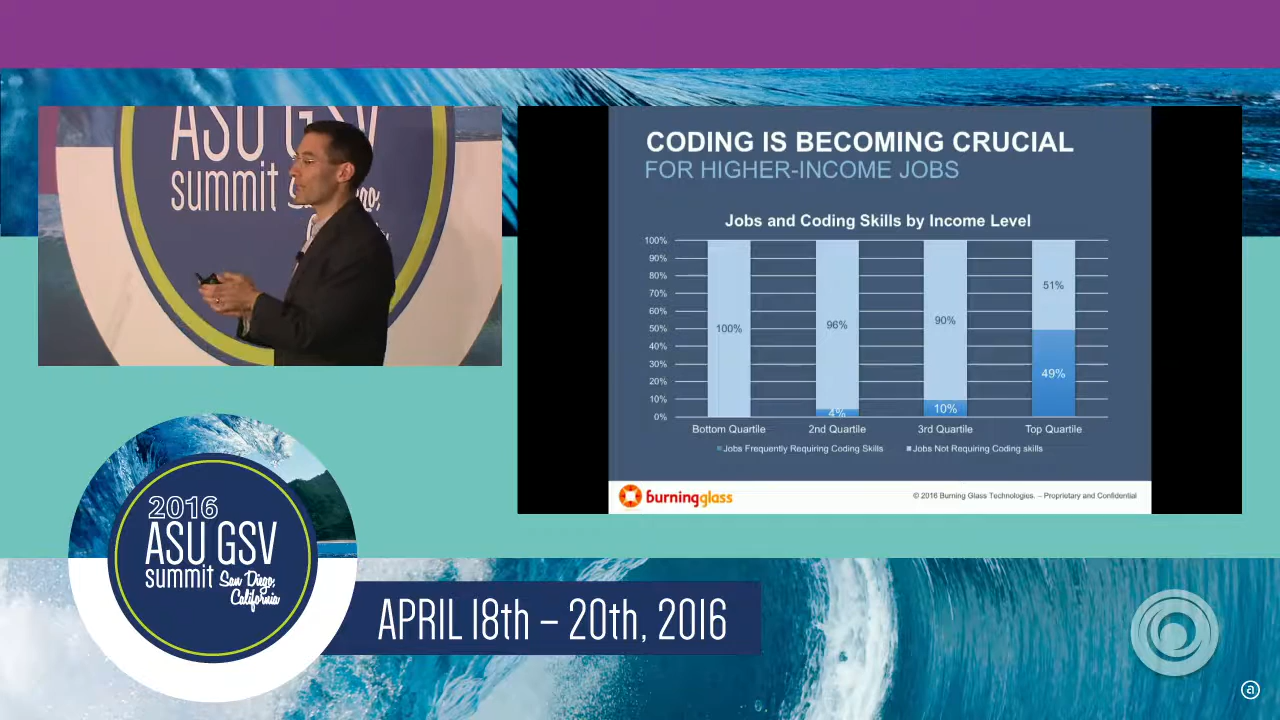 ASU GSV
summit
CODING IS BECOMING CRUCIAL
FOR HIGHER-INCOME JOBS
Jobs and Coding Skills by Income Level
100%
90%
80%
70%
60%
50%
40%
30%
20%
10%
0%
100%
96%
90%
51%
4%
10%
49%
Bottom Quartile
2nd Quartile
3rd Quartile
Top Quartile
Jobs Frequently Requiring Coding Skills
Jobs Not Requiring Coding skills
burningglass
© 2016 Burning Glass Technologies. – Proprietary and Confidential
2016
ASU GSV
summit San Diego,
California
APRIL 18th – 20th, 2016
a